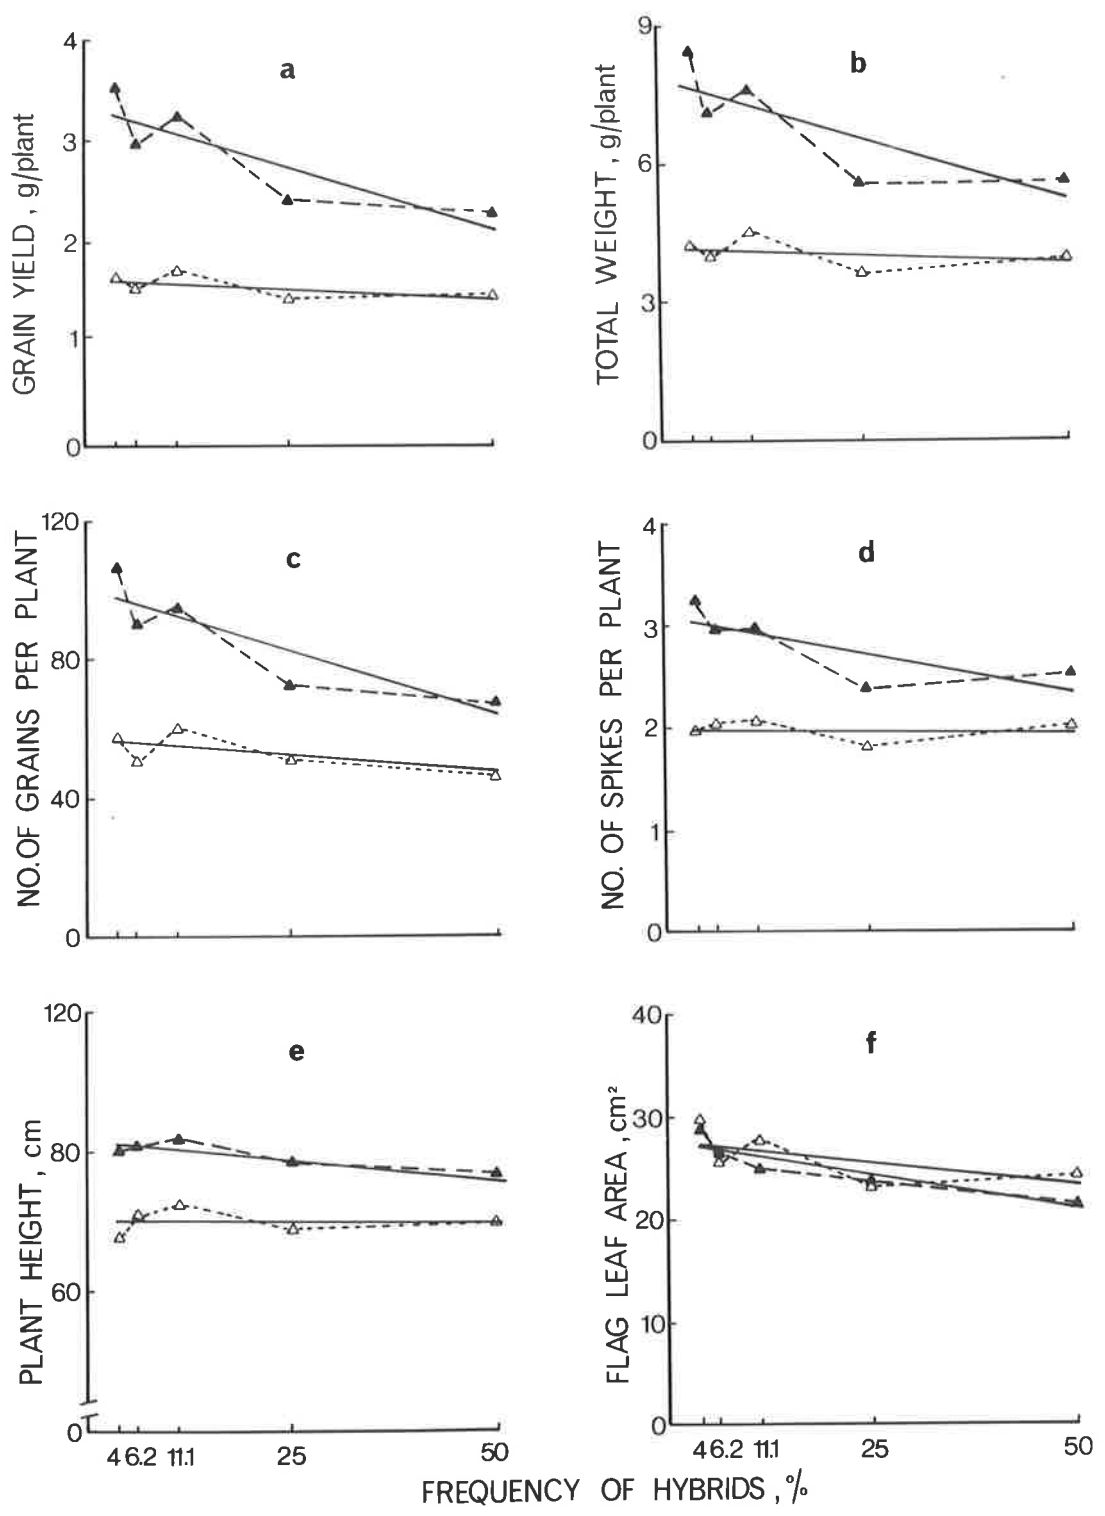 a
GRAIN YIELD, g/plant
4
3
2
1
0
b
TOTAL WEIGHT, g/plant
9
6
3
0
c
NO. OF GRAINS PER PLANT
120
80
40
0
d
NO. OF SPIKES PER PLANT
4
3
2
1
0
e
PLANT HEIGHT, cm
120
80
60
0
4 6.2 11.1 25 50
f
FLAG LEAF AREA, cm²
40
30
20
10
0
4 6.2 11.1 25 50
FREQUENCY OF HYBRIDS, %